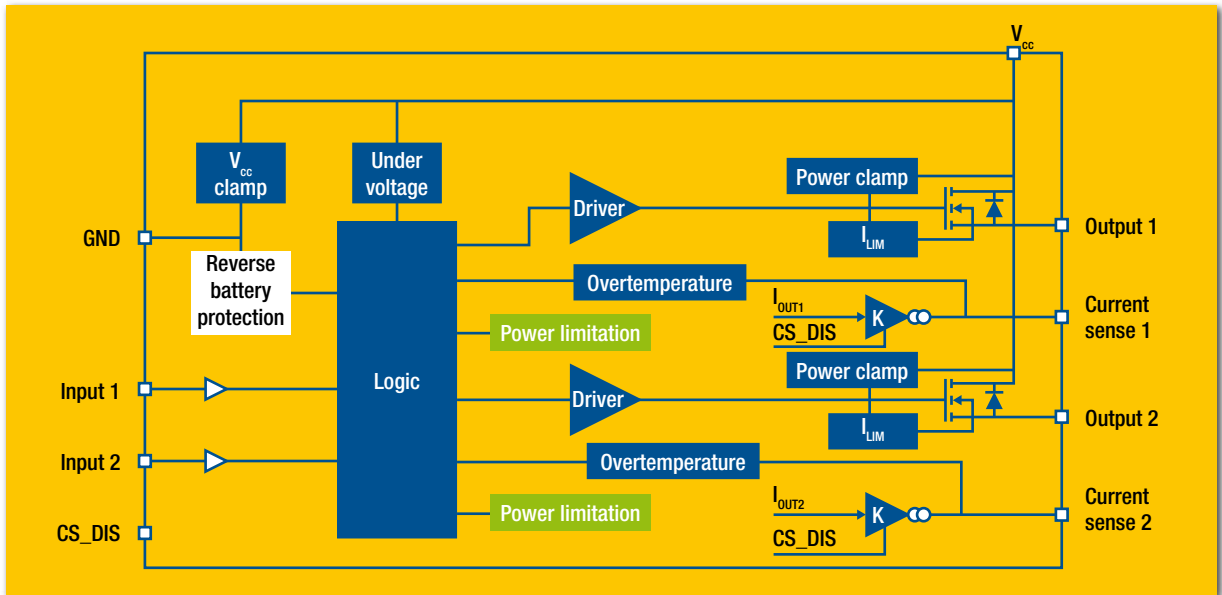 Vcc
Vcc
clamp
Under
voltage
Driver
Power clamp
ILIM
GND
Output 1
Reverse
battery
protection
Overtemperature
IOUT1
K
CS_DIS
Current
sense 1
Power limitation
Logic
Power clamp
Input 1
Driver
ILIM
Output 2
Input 2
Overtemperature
IOUT2
K
CS_DIS
Current
sense 2
Power limitation
CS_DIS